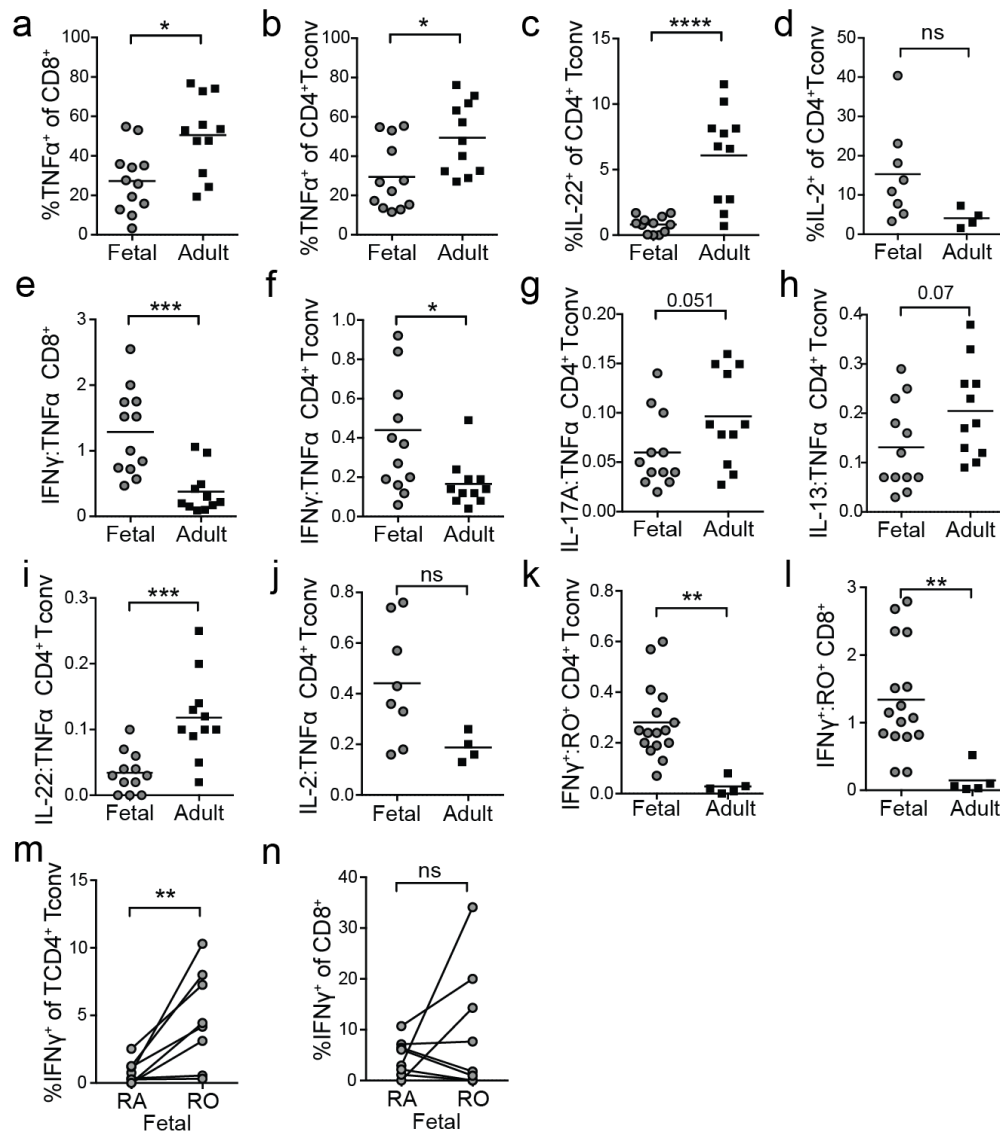 a
%TNFα⁺ of CD8⁺
100
80
60
40
20
0
*
Fetal Adult
b
%TNFα⁺ of CD4⁺Tconv
100
80
60
40
20
0
*
Fetal Adult
c
%IL-22⁺ of CD4⁺ Tconv
15
10
5
0
****
Fetal Adult
d
%IL-2⁺ of CD4⁺Tconv
50
40
30
20
10
0
ns
Fetal Adult
e
IFNγ:TNFα CD8⁺
3
2
1
0
***
Fetal Adult
f
IFNγ:TNFα CD4⁺ Tconv
1.0
0.8
0.6
0.4
0.2
0.0
*
Fetal Adult
g
IL-17A:TNFα CD4⁺ Tconv
0.20
0.15
0.10
0.05
0.00
0.051
Fetal Adult
h
IL-13:TNFα CD4⁺ Tconv
0.4
0.3
0.2
0.1
0.0
0.07
Fetal Adult
i
IL-22:TNFα CD4⁺ Tconv
0.3
0.2
0.1
0.0
***
Fetal Adult
j
IL-2:TNFα CD4⁺ Tconv
0.8
0.6
0.4
0.2
0.0
ns
Fetal Adult
k
IFNγ⁺:RO⁺ CD4⁺ Tconv
0.8
0.6
0.4
0.2
0.0
**
Fetal Adult
l
IFNγ⁺:RO⁺ CD8⁺
3
2
1
0
**
Fetal Adult
m
%IFNγ⁺ of TCD4⁺ Tconv
15
10
5
0
**
RA RO
Fetal
n
%IFNγ⁺ of CD8⁺
40
30
20
10
0
ns
RA RO
Fetal